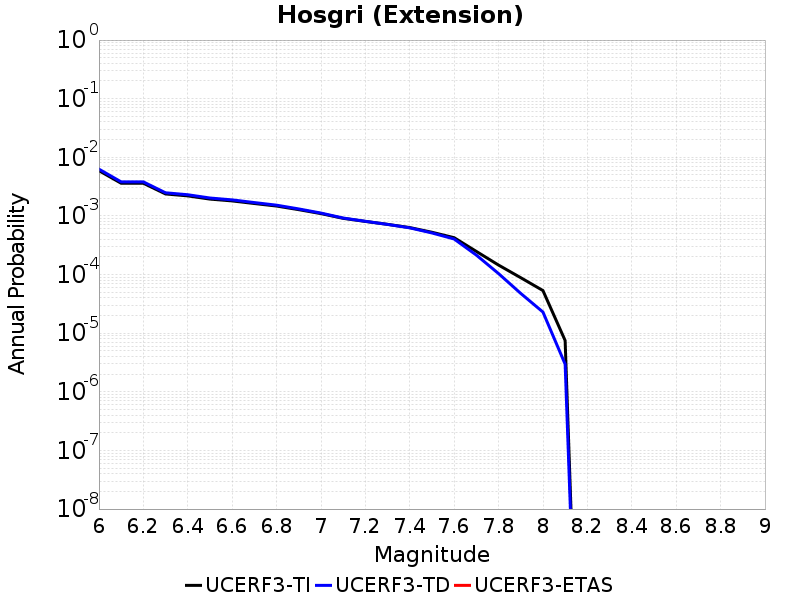 Hosgri (Extension)
10^0
10^-1
10^-2
10^-3
10^-4
10^-5
10^-6
10^-7
10^-8
Annual Probability
6 6.2 6.4 6.6 6.8 7 7.2 7.4 7.6 7.8 8 8.2 8.4 8.6 8.8 9
Magnitude
UCERF3-TI UCERF3-TD UCERF3-ETAS